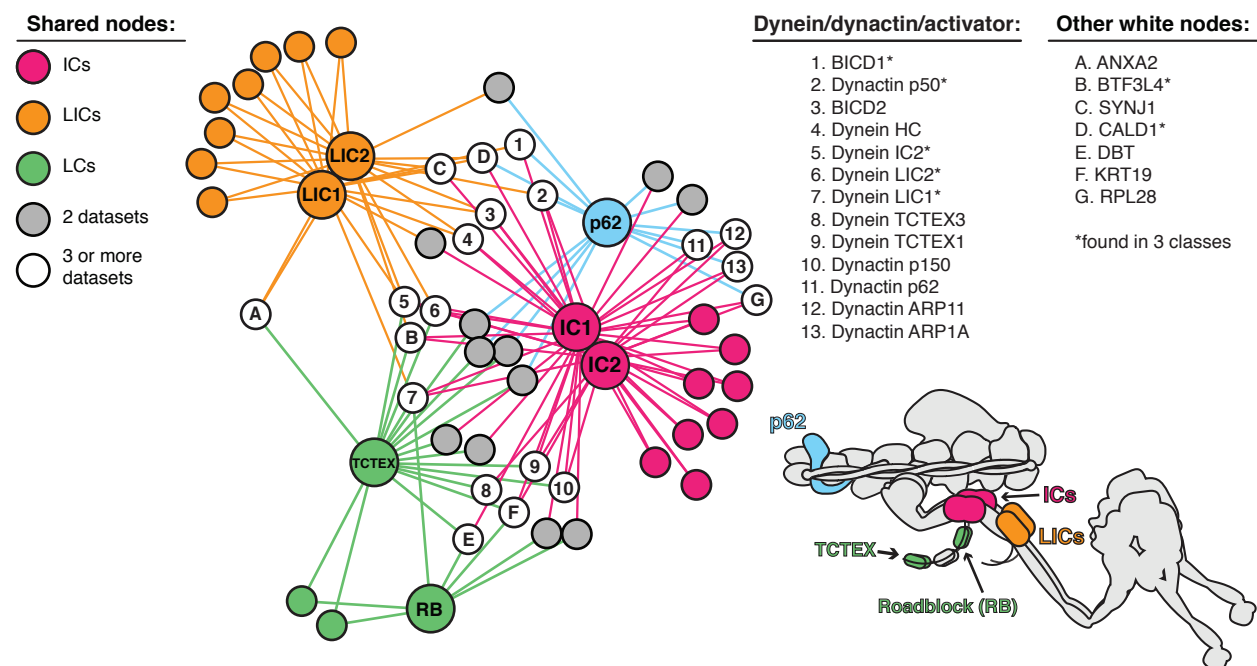 Shared nodes:
ICs
LICs
LCs
2 datasets
3 or more
datasets
LIC2
LIC1
C
D
1
2
3
4
p62
11
12
13
G
A
5
6
B
7
IC1
IC2
TCTEX
9
8
10
F
E
RB
Dynein/dynactin/activator:
1. BICD1*
2. Dynactin p50*
3. BICD2
4. Dynein HC
5. Dynein IC2*
6. Dynein LIC2*
7. Dynein LIC1*
8. Dynein TCTEX3
9. Dynein TCTEX1
10. Dynactin p150
11. Dynactin p62
12. Dynactin ARP11
13. Dynactin ARP1A
Other white nodes:
A. ANXA2
B. BTF3L4*
C. SYNJ1
D. CALD1*
E. DBT
F. KRT19
G. RPL28
*found in 3 classes
p62
ICs
LICs
TCTEX
Roadblock (RB)